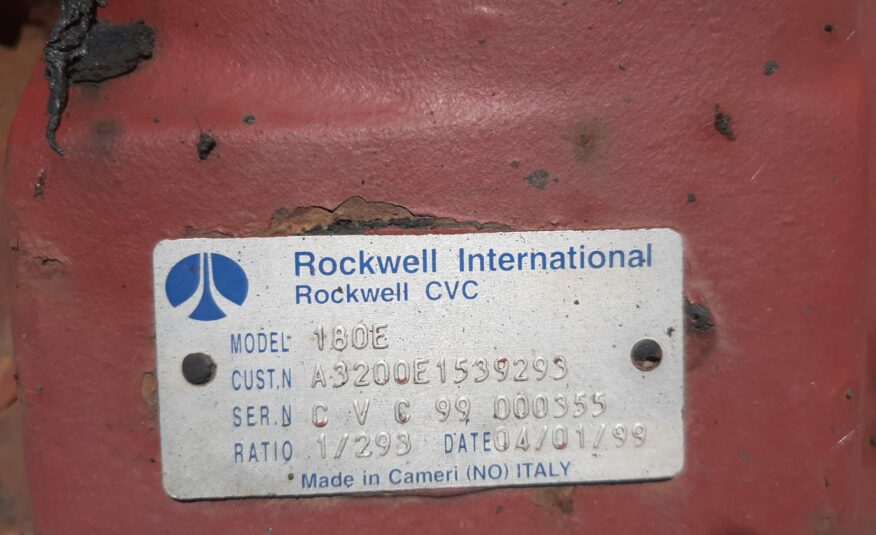 Rockwell International
Rockwell CVC
MODEL 180E
CUST.N A3200E1539293
SER.N C V C 99 000355
RATIO 1/293 DATE 04/01/99
Made in Cameri (NO) ITALY